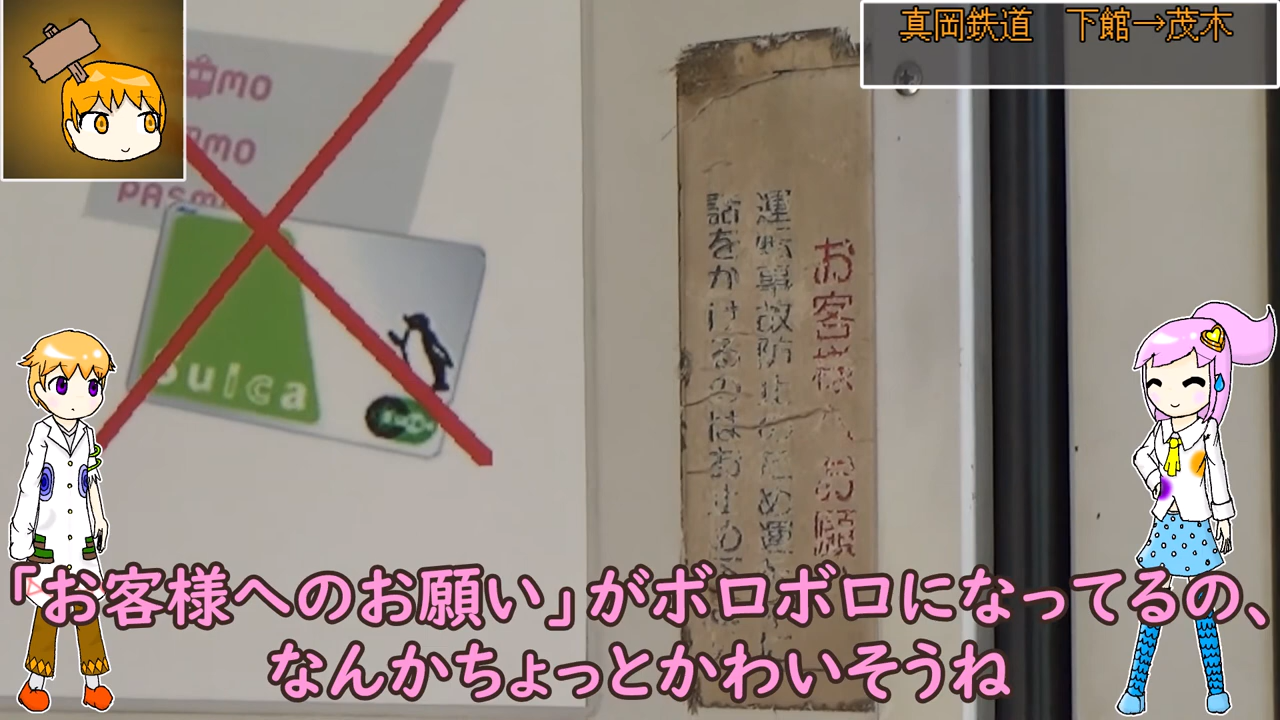 真岡鉄道 下館→茂木
mo
mo
PASM
suica
お客様へお願い
運転事故防止のため運転士に
話をかけるのはおやめ
「お客様へのお願い」がボロボロになってるの、
なんかちょっとかわいそうね